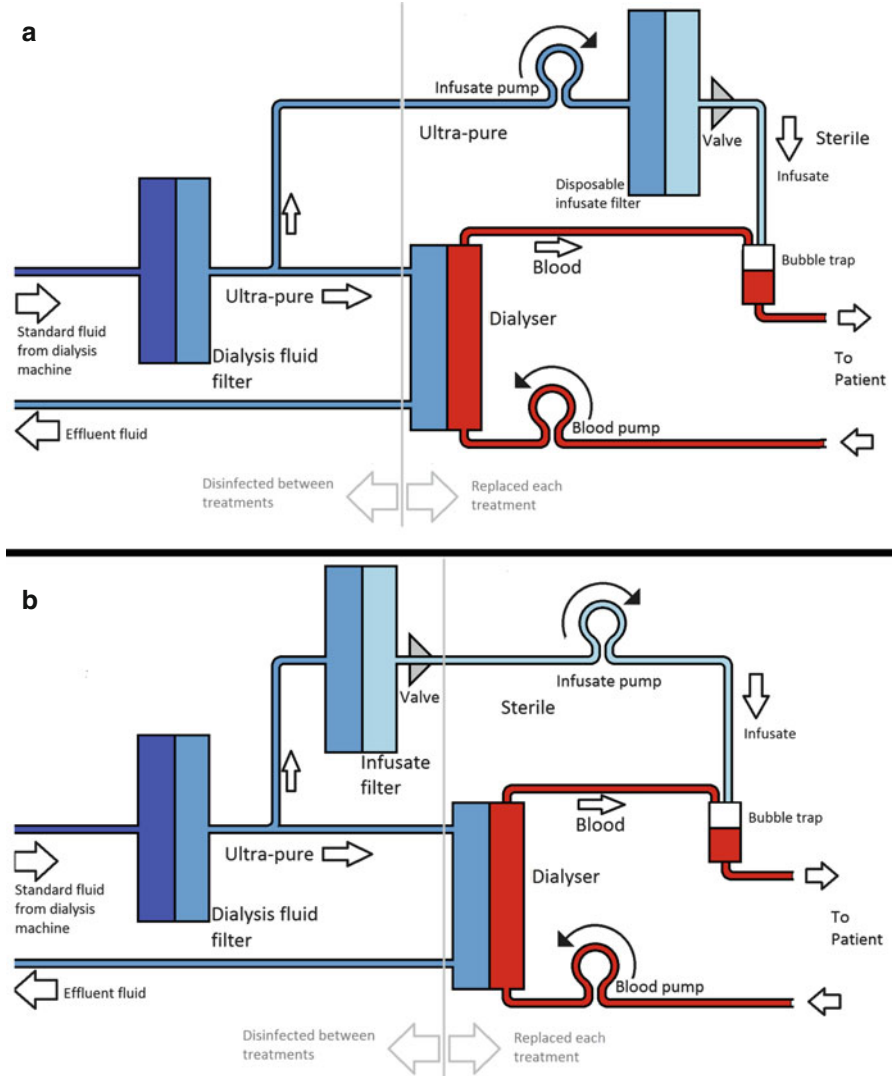 a
Infusate pump
Ultra-pure
Valve
Sterile
Infusate
Disposable
infusate filter
Bubble trap
Blood
Ultra-pure
Standard fluid
from dialysis
machine
Dialysis fluid
filter
Dialyser
To
Patient
Effluent fluid
Blood pump
Disinfected between
treatments
Replaced each
treatment
b
Valve
Infusate pump
Sterile
Infusate
Infusate
filter
Bubble trap
Blood
Ultra-pure
Standard fluid
from dialysis
machine
Dialysis fluid
filter
Dialyser
To
Patient
Effluent fluid
Blood pump
Disinfected between
treatments
Replaced each
treatment